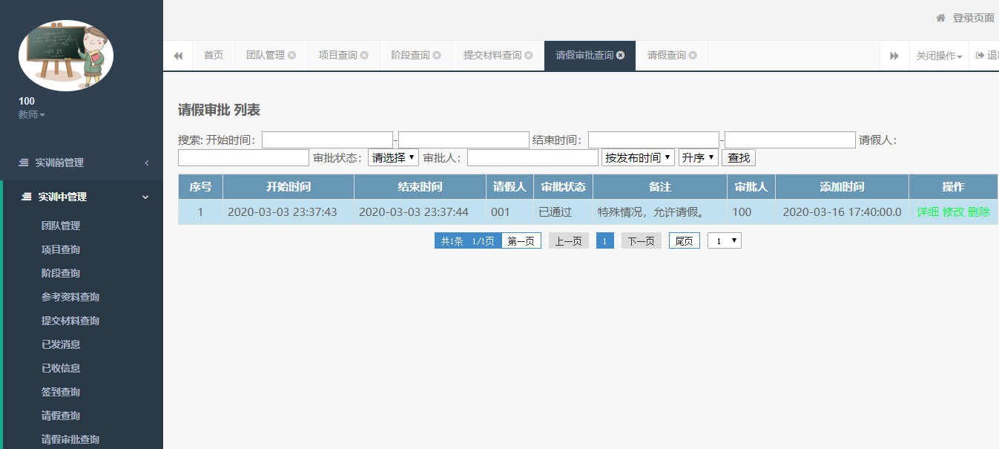 登录页面
首页 团队管理 项目查询 阶段查询 提交材料查询 请假审批查询 请假查询 关闭操作
100
教师
实训前管理
实训中管理
团队管理
项目查询
阶段查询
参考资料查询
提交材料查询
已发消息
已收信息
签到查询
请假查询
请假审批查询
请假审批 列表
搜索: 开始时间： - 结束时间： - 请假人：
审批状态： 请选择 审批人： 按发布时间 升序 查找
序号 开始时间 结束时间 请假人 审批状态 备注 审批人 添加时间 操作
1 2020-03-03 23:37:43 2020-03-03 23:37:44 001 已通过 特殊情况，允许请假。 100 2020-03-16 17:40:00.0 详细 修改 删除
共1条 1/1页 第一页 上一页 1 下一页 尾页 1